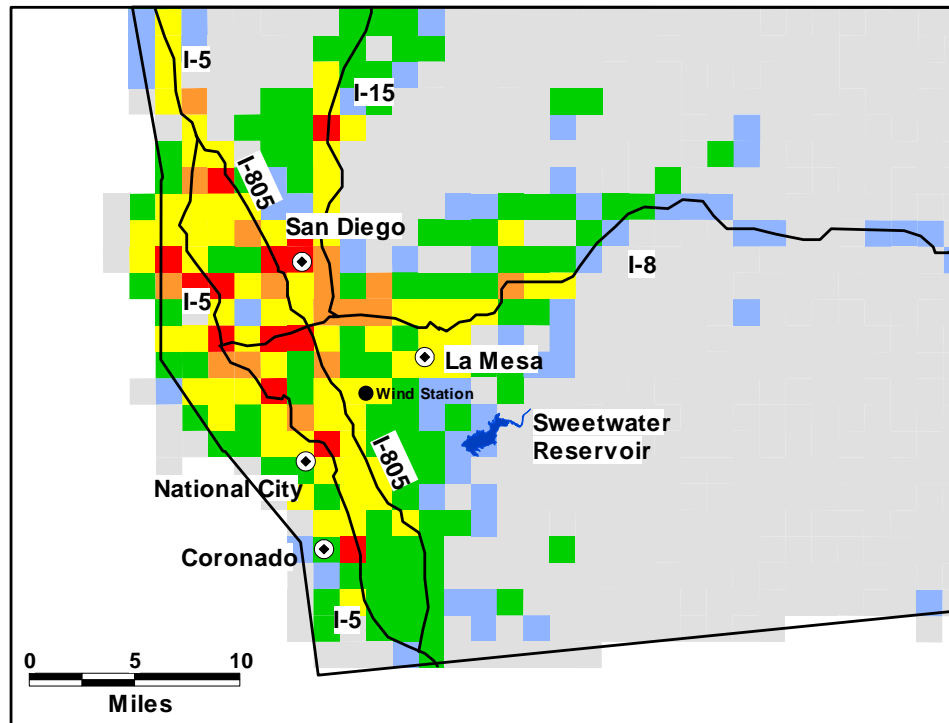 I-5
I-15
I-805
San Diego
I-8
I-5
La Mesa
Wind Station
Sweetwater
Reservoir
I-805
National City
Coronado
I-5
0 5 10
Miles